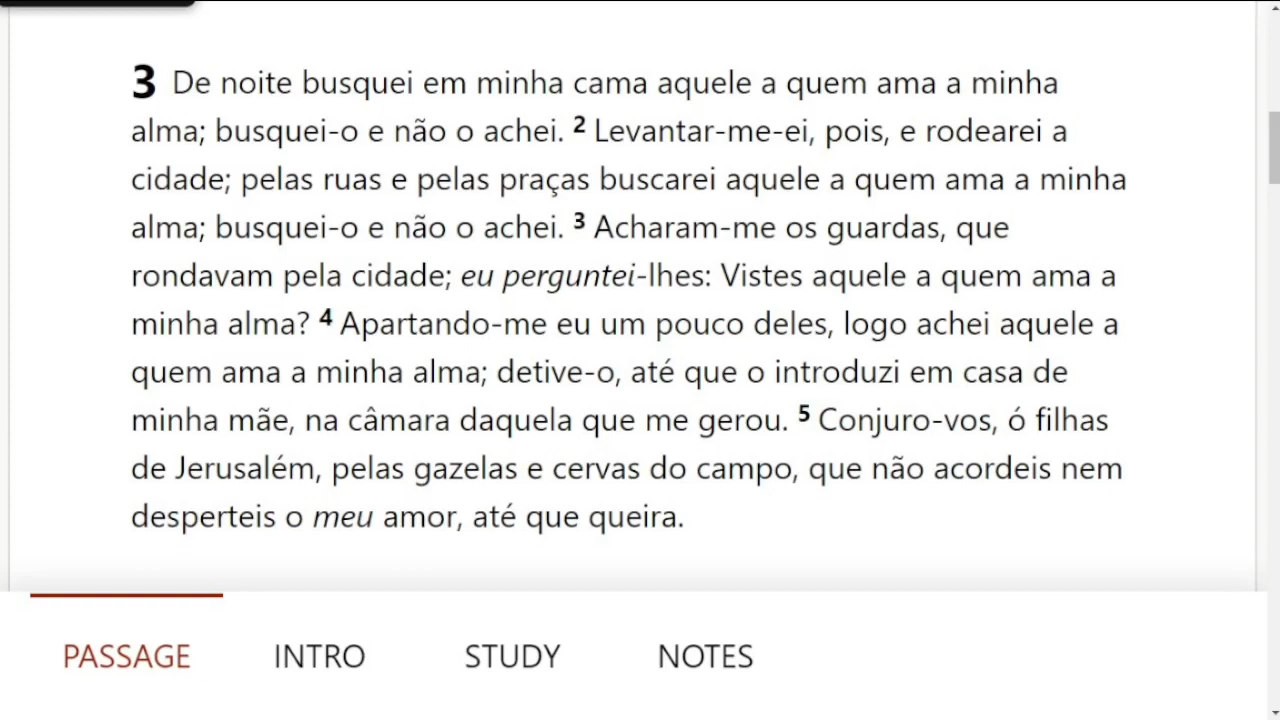 3 De noite busquei em minha cama aquele a quem ama a minha
alma; busquei-o e não o achei. 2 Levantar-me-ei, pois, e rodearei a
cidade; pelas ruas e pelas praças buscarei aquele a quem ama a minha
alma; busquei-o e não o achei. 3 Acharam-me os guardas, que
rondavam pela cidade; eu perguntei-lhes: Vistes aquele a quem ama a
minha alma? 4 Apartando-me eu um pouco deles, logo achei aquele a
quem ama a minha alma; detive-o, até que o introduzi em casa de
minha mãe, na câmara daquela que me gerou. 5 Conjuro-vos, ó filhas
de Jerusalém, pelas gazelas e cervas do campo, que não acordeis nem
desperteis o meu amor, até que queira.
PASSAGE INTRO STUDY NOTES